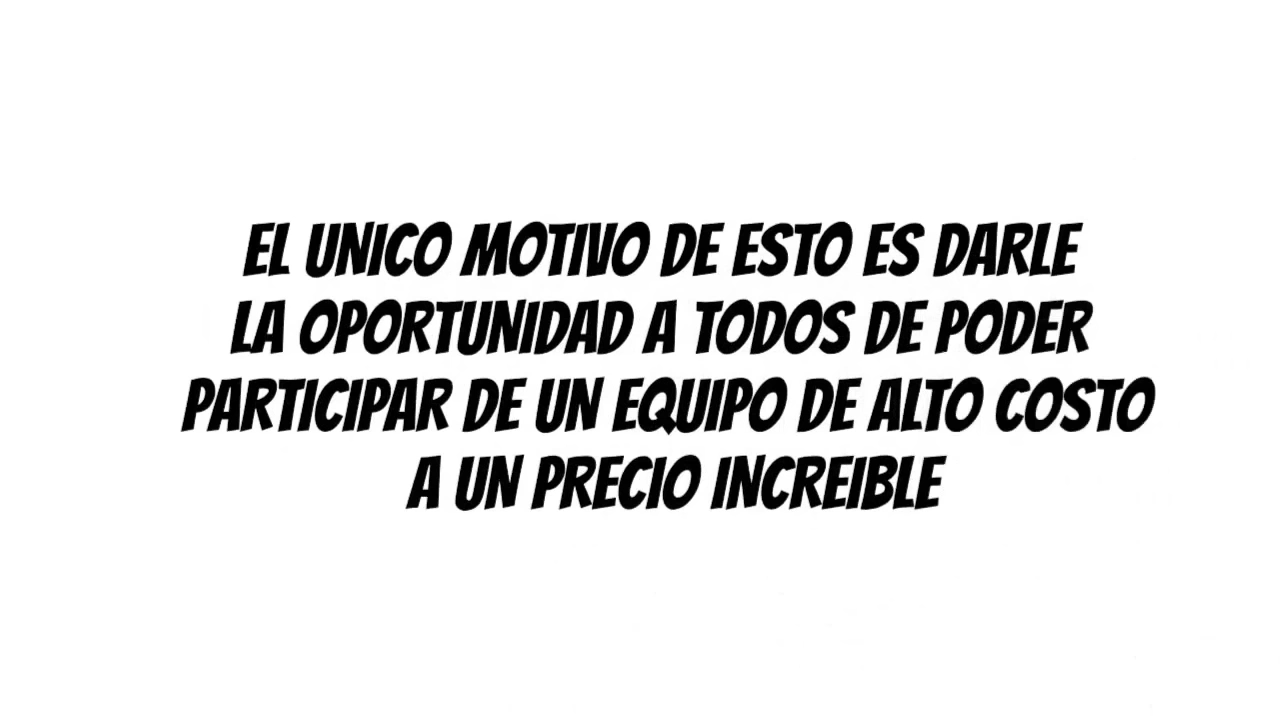 EL UNICO MOTIVO DE ESTO ES DARLE
LA OPORTUNIDAD A TODOS DE PODER
PARTICIPAR DE UN EQUIPO DE ALTO COSTO
A UN PRECIO INCREIBLE